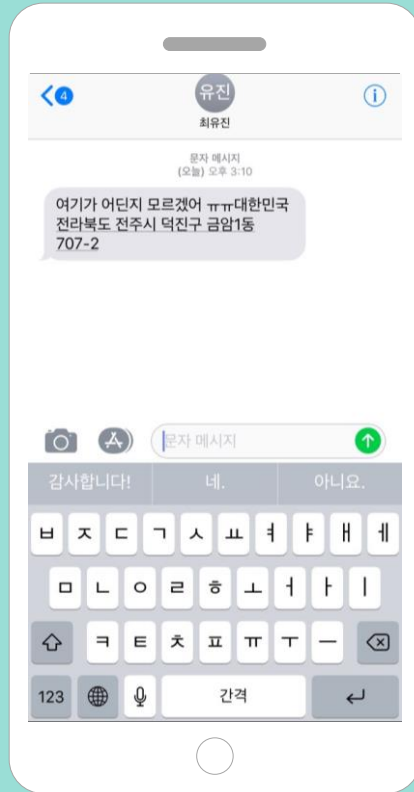 4
유진
최유진
문자 메시지
(오늘) 오후 3:10
여기가 어딘지 모르겠어 ㅠㅠ대한민국
전라북도 전주시 덕진구 금암1동
707-2
문자 메시지
감사합니다! 네. 아니요.
ㅂ ㅈ ㄷ ㄱ ㅅ ㅛ ㅕ ㅑ ㅐ ㅔ
ㅁ ㄴ ㅇ ㄹ ㅎ ㅗ ㅓ ㅏ ㅣ
ㅋ ㅌ ㅊ ㅍ ㅠ ㅜ ㅡ
123 간격